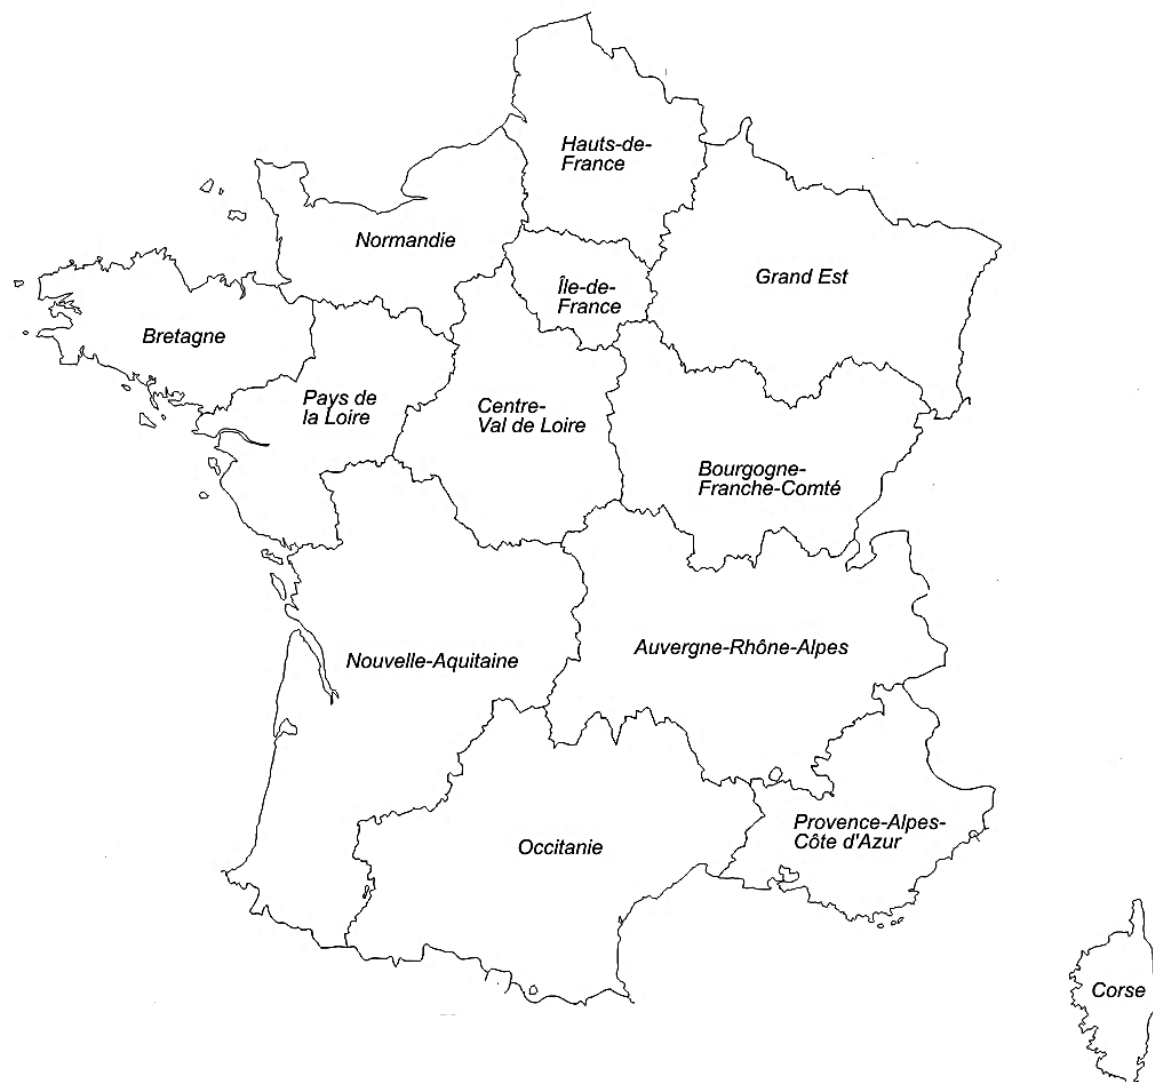 Hauts-de-
France
Normandie
Île-de-
France
Grand Est
Bretagne
Pays de
la Loire
Centre-
Val de Loire
Bourgogne-
Franche-Comté
Nouvelle-Aquitaine
Auvergne-Rhône-Alpes
Provence-Alpes-
Côte d'Azur
Occitanie
Corse